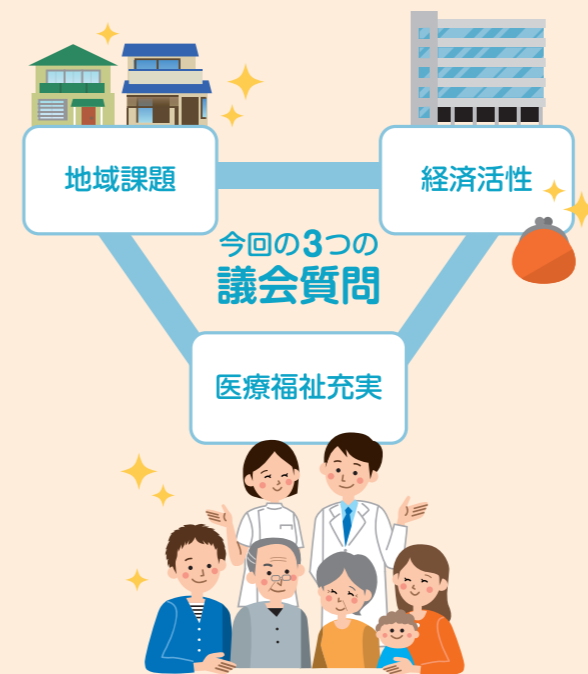 地域課題
経済活性
今回の3つの
議会質問
医療福祉充実